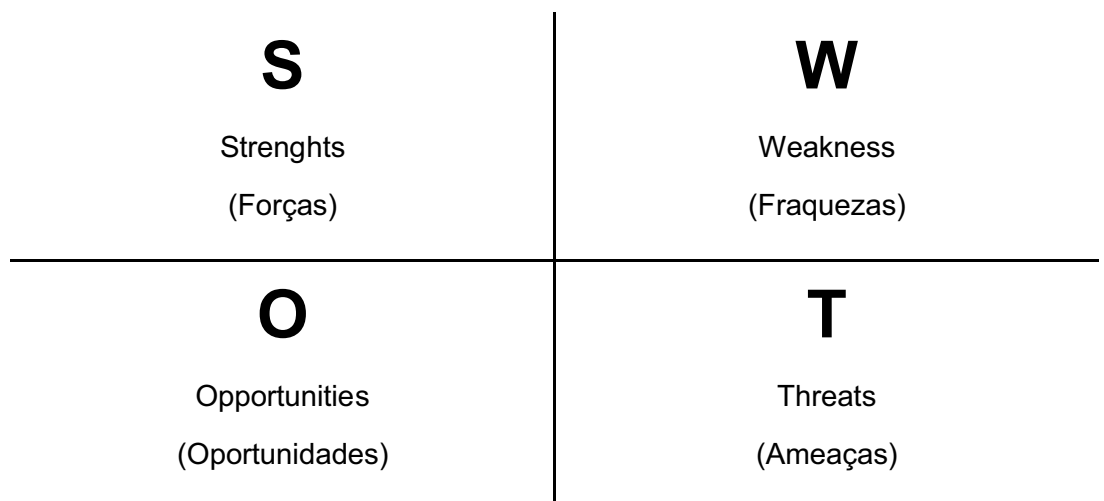 S
Strenghts
(Forças)
W
Weakness
(Fraquezas)
O
Opportunities
(Oportunidades)
T
Threats
(Ameaças)